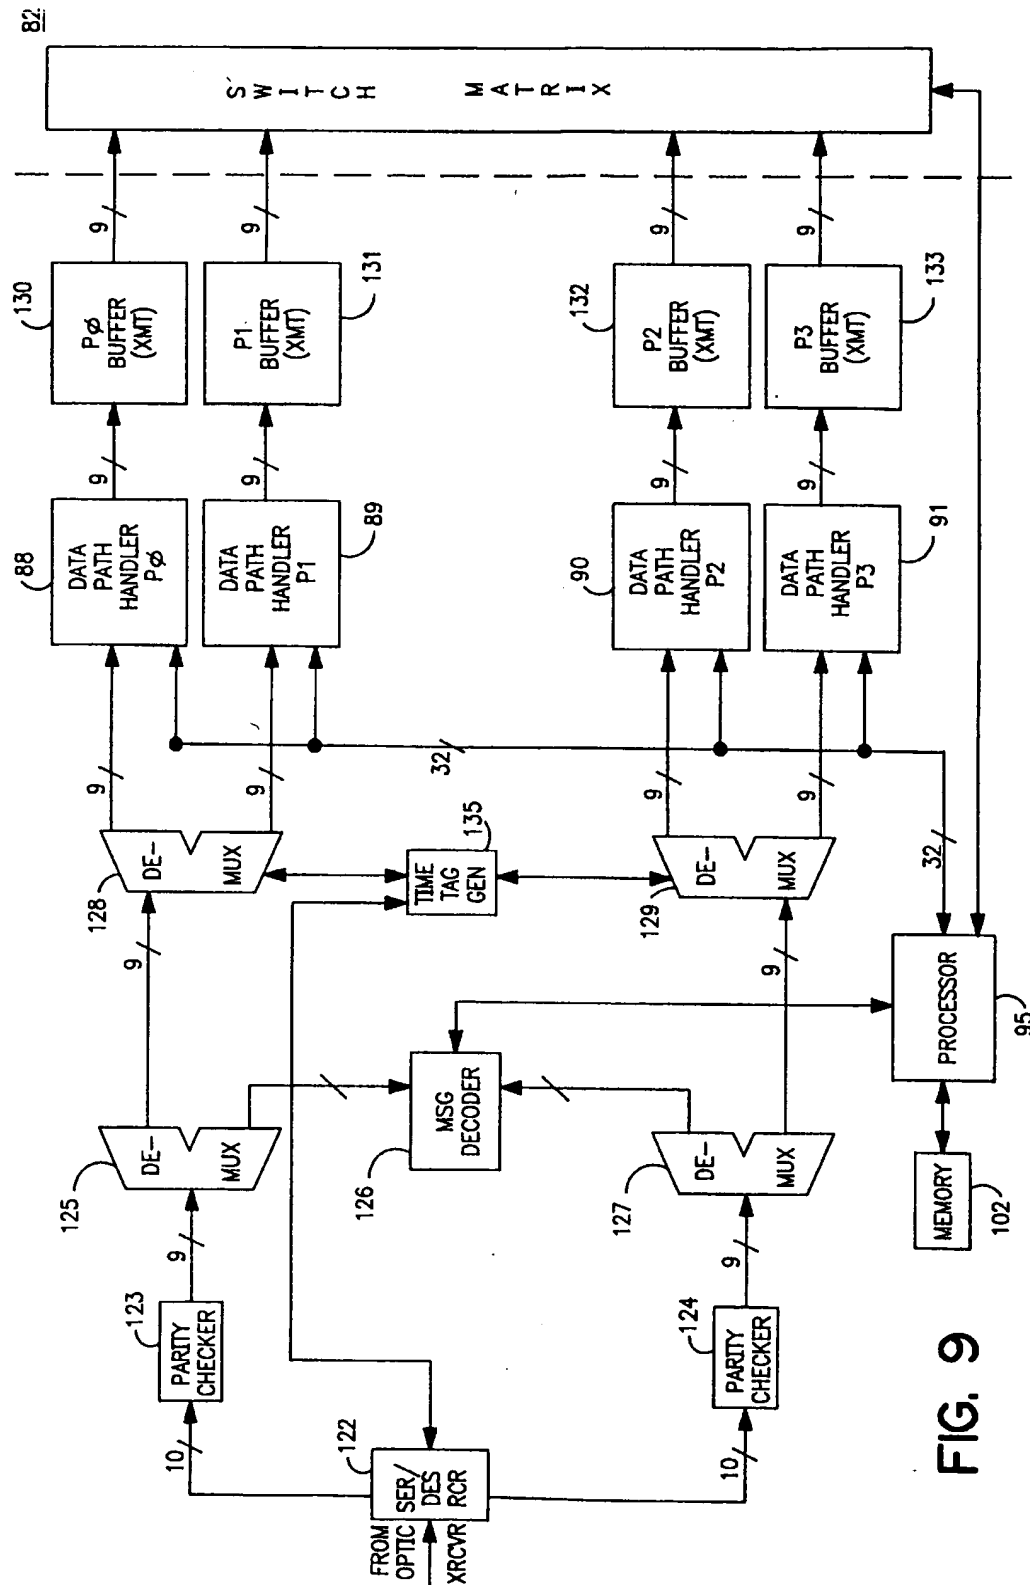 82
S W I T C H
M A T R I X
9
9
9
9
130
PØ
BUFFER
(XMT)
P1
BUFFER
(XMT)
131
132
P2
BUFFER
(XMT)
P3
BUFFER
(XMT)
133
9
9
9
9
88
DATA
PATH
HANDLER
PØ
DATA
PATH
HANDLER
P1
89
90
DATA
PATH
HANDLER
P2
DATA
PATH
HANDLER
P3
91
32
9
9
9
9
32
128
DE-
MUX
135
TIME
TAG
GEN
129
DE-
MUX
9
9
PROCESSOR
95
125
DE-
MUX
126
MSG
DECODER
127
DE-
MUX
MEMORY
102
9
9
123
PARITY
CHECKER
124
PARITY
CHECKER
10
10
122
SER/
DES
RCR
FROM
OPTIC
XRCVR
FIG. 9